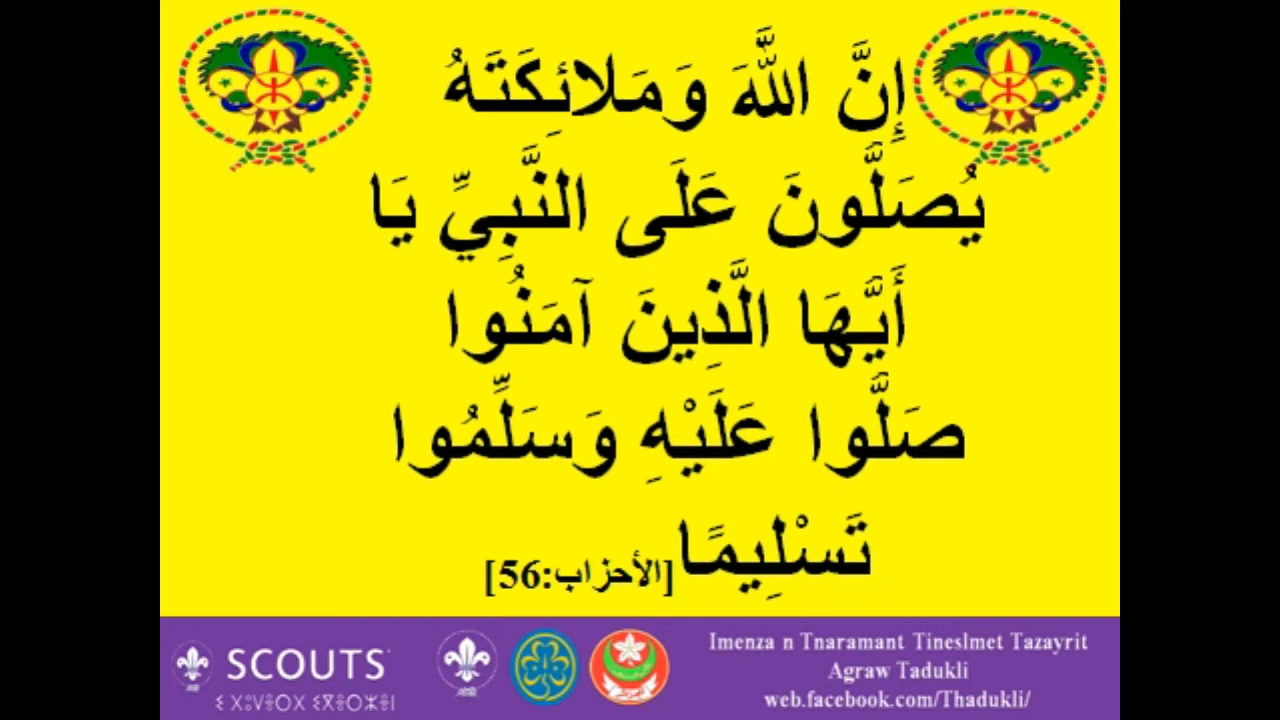 إِنَّ اللَّهَ وَمَلائِكَتَهُ
يُصَلُّونَ عَلَى النَّبِيِّ يَا
أَيُّهَا الَّذِينَ آمَنُوا
صَلُّوا عَلَيْهِ وَسَلِّمُوا
تَسْلِيمًا [الأحزاب:56]
SCOUTS
Imenza n Tnaramant Tineslmet Tazayrit
Agraw Tadukli
web.facebook.com/Thadukli/